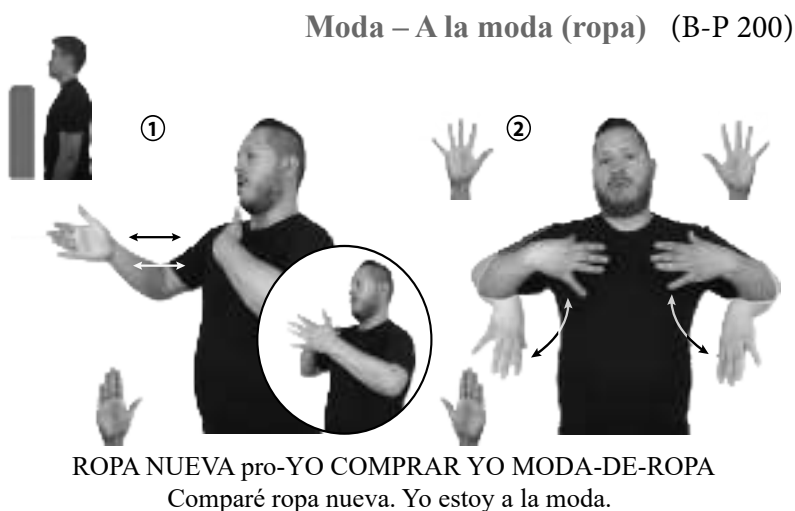 Moda – A la moda (ropa) (B-P 200)
① ②
ROPA NUEVA pro-YO COMPRAR YO MODA-DE-ROPA
Comparé ropa nueva. Yo estoy a la moda.